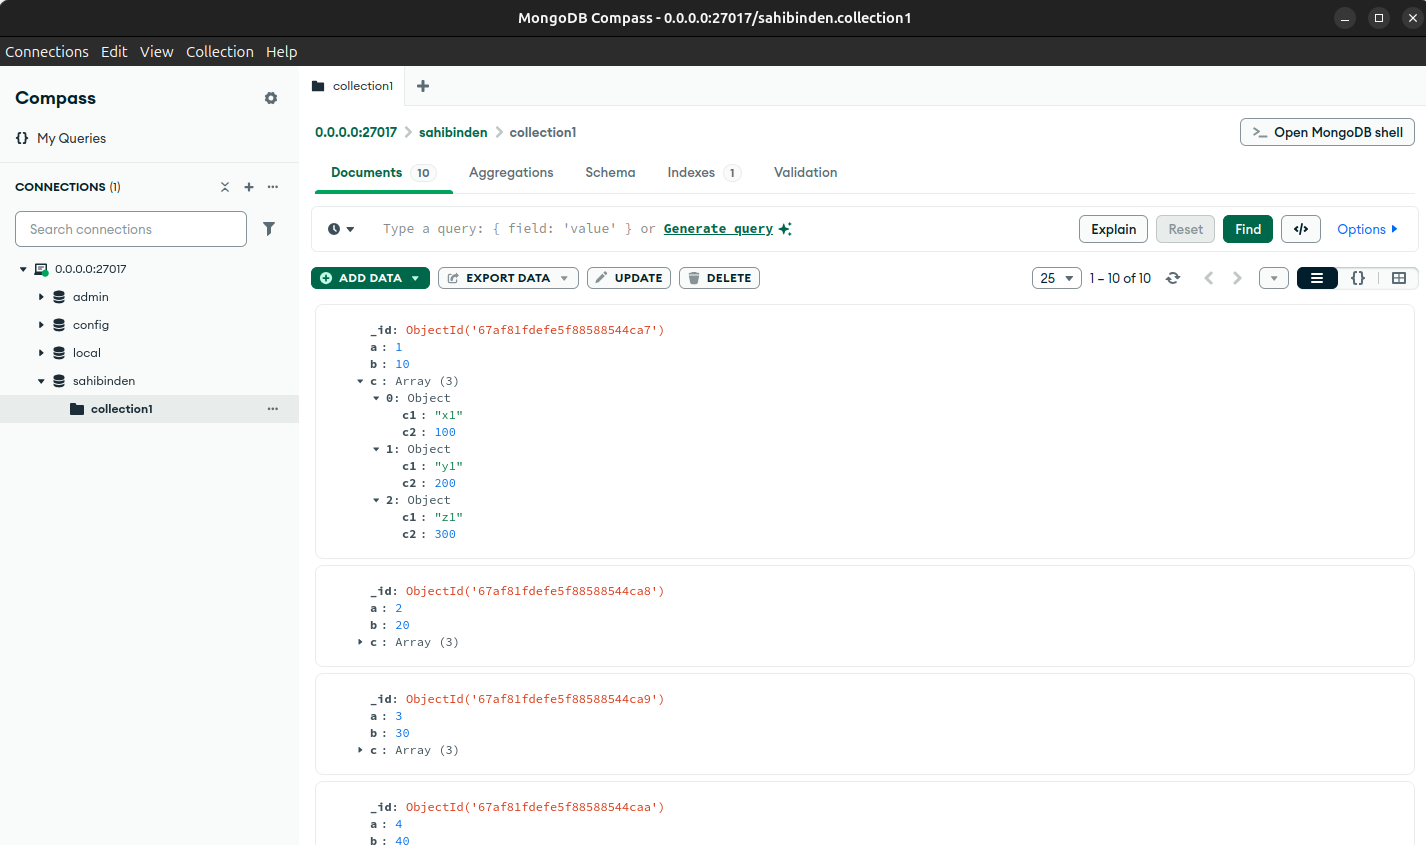 MongoDB Compass - 0.0.0.0:27017/sahibinden.collection1
Connections Edit View Collection Help
Compass
{} My Queries
CONNECTIONS (1)
Search connections
0.0.0.0:27017
admin
config
local
sahibinden
collection1
collection1
0.0.0.0:27017 > sahibinden > collection1
>_ Open MongoDB shell
Documents 10 Aggregations Schema Indexes 1 Validation
Type a query: { field: 'value' } or Generate query
Explain Reset Find </> Options
ADD DATA EXPORT DATA UPDATE DELETE
25 1 – 10 of 10 {}
_id: ObjectId('67af81fdefe5f88588544ca7')
a : 1
b : 10
c : Array (3)
0: Object
c1 : "x1"
c2 : 100
1: Object
c1 : "y1"
c2 : 200
2: Object
c1 : "z1"
c2 : 300
_id: ObjectId('67af81fdefe5f88588544ca8')
a : 2
b : 20
c : Array (3)
_id: ObjectId('67af81fdefe5f88588544ca9')
a : 3
b : 30
c : Array (3)
_id: ObjectId('67af81fdefe5f88588544caa')
a : 4
b : 40